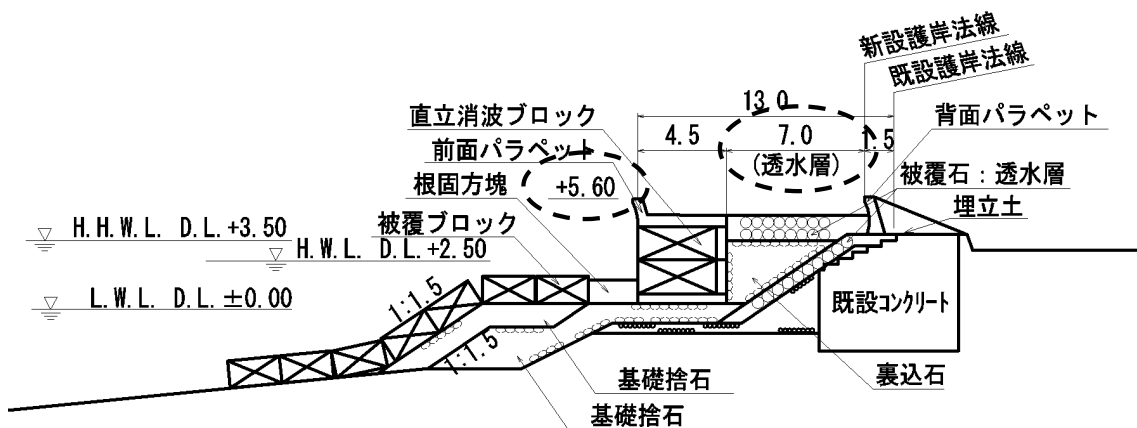 新設護岸法線
既設護岸法線
13.0
直立消波ブロック
4.5
7.0
1.5
背面パラペット
前面パラペット
(透水層)
根固方塊
+5.60
被覆石：透水層
埋立土
H.H.W.L. D.L.+3.50
被覆ブロック
H.W.L. D.L.+2.50
L.W.L. D.L.±0.00
1:1.5
既設コンクリート
1:1.5
基礎捨石
裏込石
基礎捨石